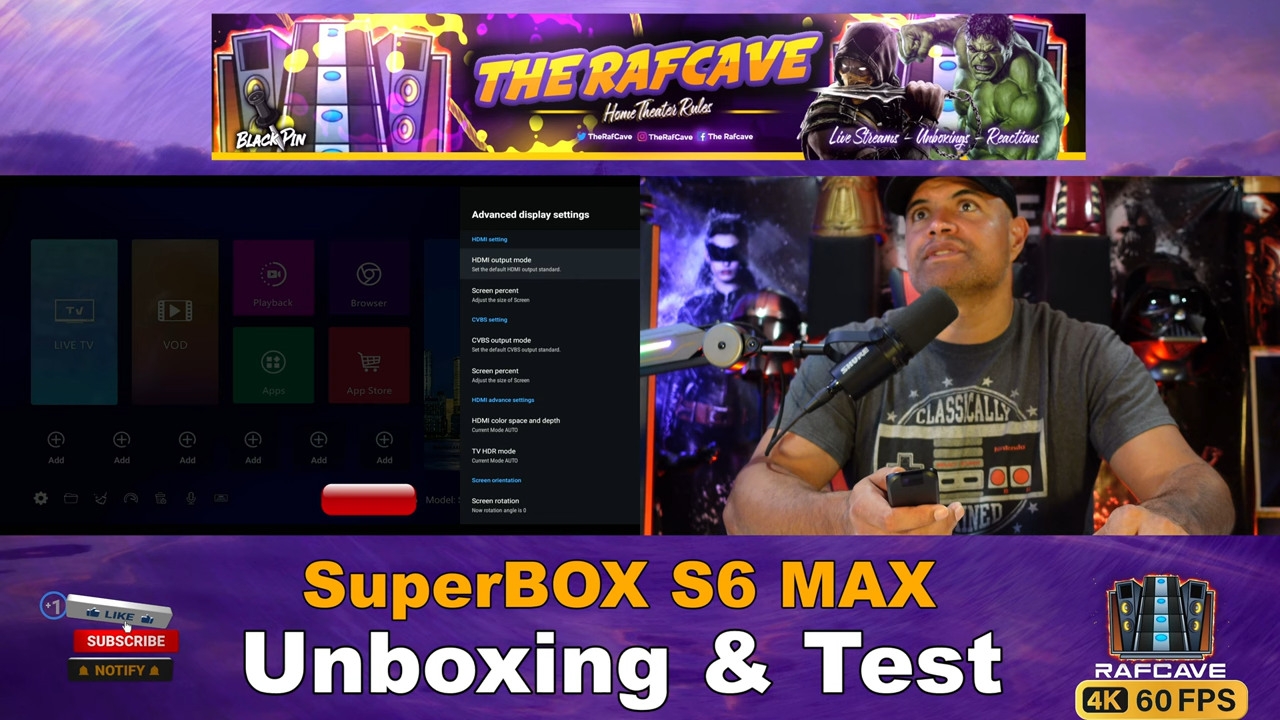 THE RAFCAVE
Home Theater Rules
TheRafCave TheRafCave The Rafcave
BLACK PIN
Live Streams - Unboxings - Reactions
Advanced display settings
HDMI setting
HDMI output mode
Set the default HDMI output standard.
Screen percent
Adjust the size of Screen
CVBS setting
CVBS output mode
Set the default CVBS output standard.
Screen percent
Adjust the size of Screen
HDMI advance settings
HDMI color space and depth
Current Mode AUTO
TV HDR mode
Current Mode AUTO
Screen orientation
Screen rotation
Now rotation angle is 0
TV
LIVE TV
VOD
Playback
Browser
Apps
App Store
Add Add Add Add Add Add
Model:
SHURE
CLASSICALLY
SuperBOX S6 MAX
Unboxing & Test
+1
LIKE
SUBSCRIBE
NOTIFY
RAFCAVE
4K 60 FPS